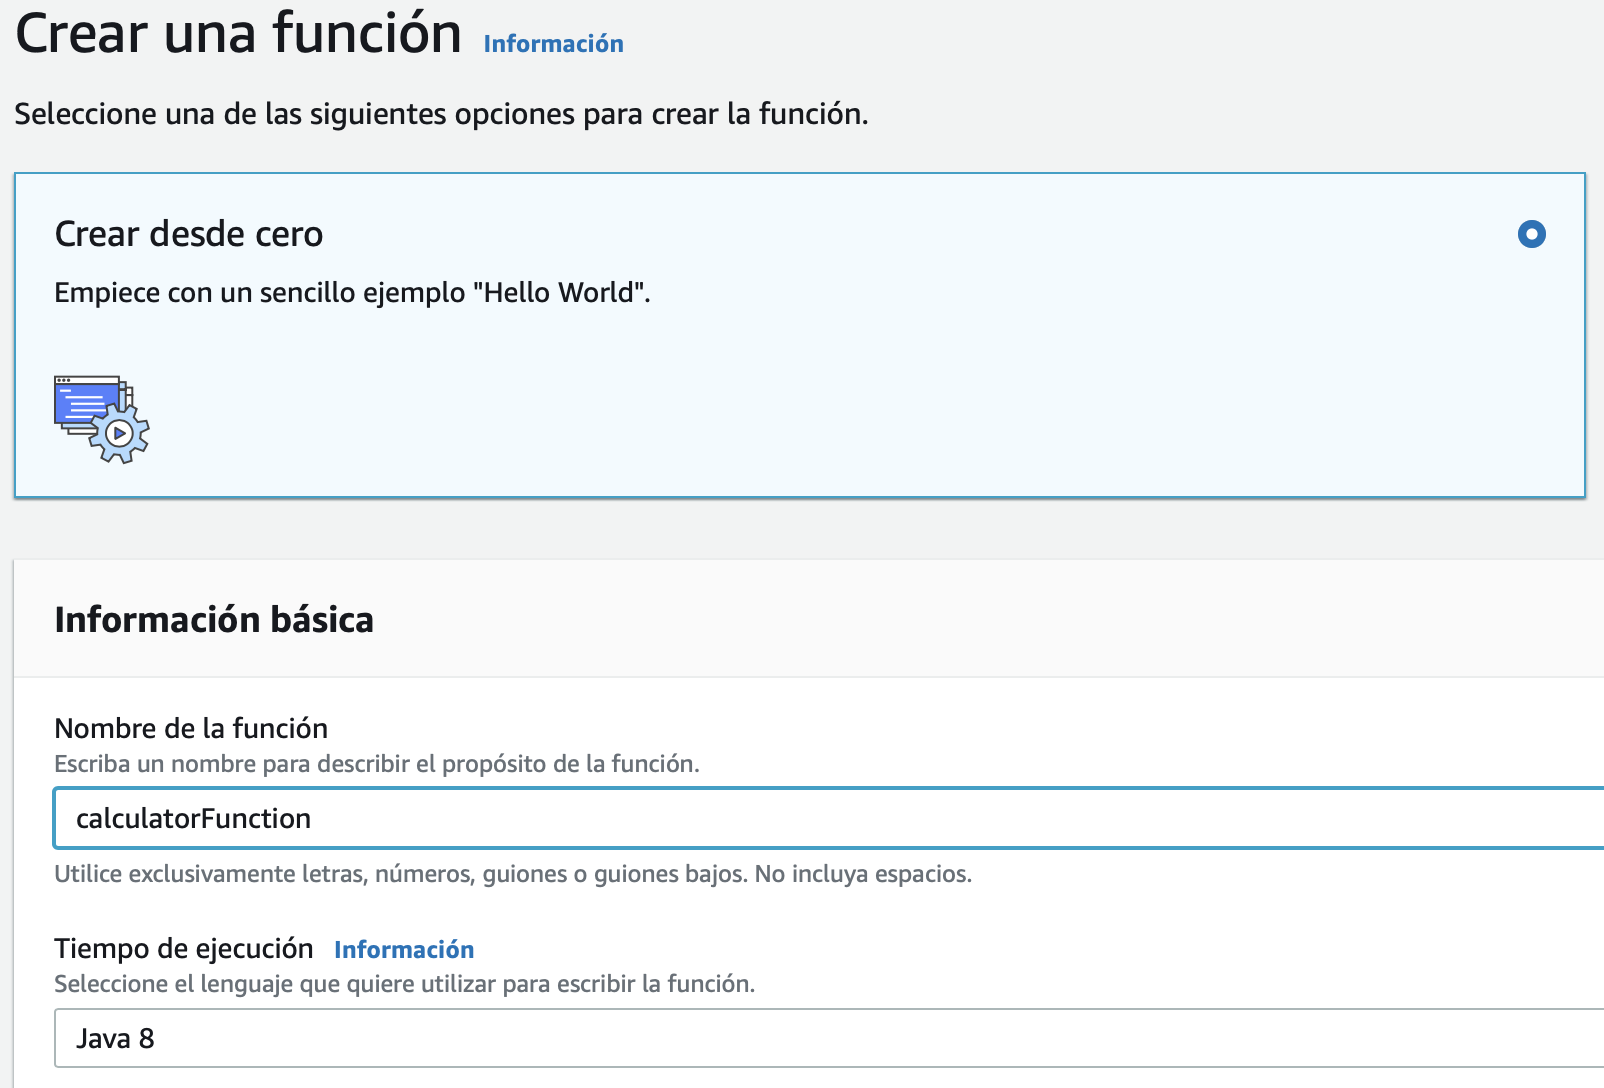 Crear una función Información
Seleccione una de las siguientes opciones para crear la función.
Crear desde cero
Empiece con un sencillo ejemplo "Hello World".
Información básica
Nombre de la función
Escriba un nombre para describir el propósito de la función.
calculatorFunction
Utilice exclusivamente letras, números, guiones o guiones bajos. No incluya espacios.
Tiempo de ejecución Información
Seleccione el lenguaje que quiere utilizar para escribir la función.
Java 8